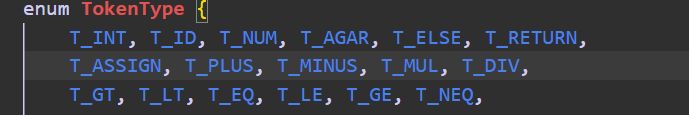 enum TokenType {
T_INT, T_ID, T_NUM, T_AGAR, T_ELSE, T_RETURN,
T_ASSIGN, T_PLUS, T_MINUS, T_MUL, T_DIV,
T_GT, T_LT, T_EQ, T_LE, T_GE, T_NEQ,